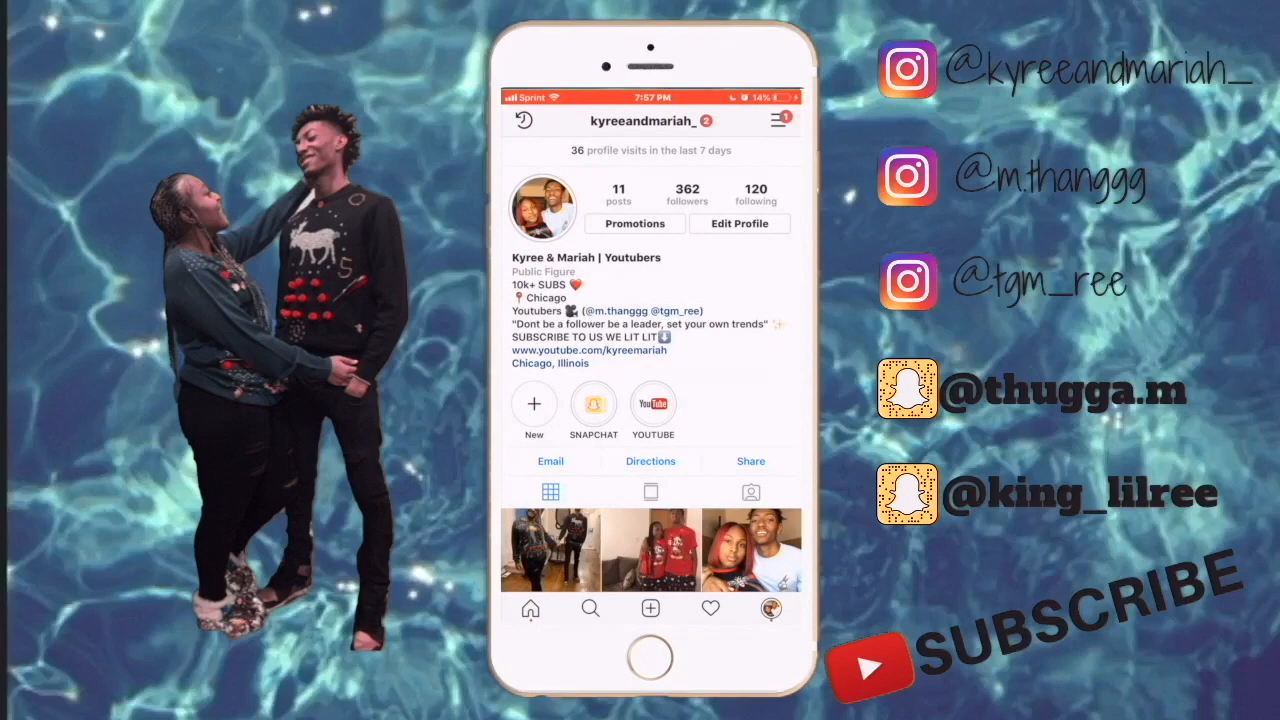 Sprint 7:57 PM 14%
kyreeandmariah_ 2
1
36 profile visits in the last 7 days
11 362 120
posts followers following
Promotions Edit Profile
Kyree & Mariah | Youtubers
Public Figure
10k+ SUBS ❤️
📍Chicago
Youtubers 🎥 (@m.thanggg @tgm_ree)
"Dont be a follower be a leader, set your own trends" ✨
SUBSCRIBE TO US WE LIT LIT⬇️
www.youtube.com/kyreemariah
Chicago, Illinois
YouTube
New SNAPCHAT YOUTUBE
Email Directions Share
@kyreeandmariah_
@m.thanggg
@tgm_ree
@thugga.m
@king_lilree
SUBSCRIBE
5